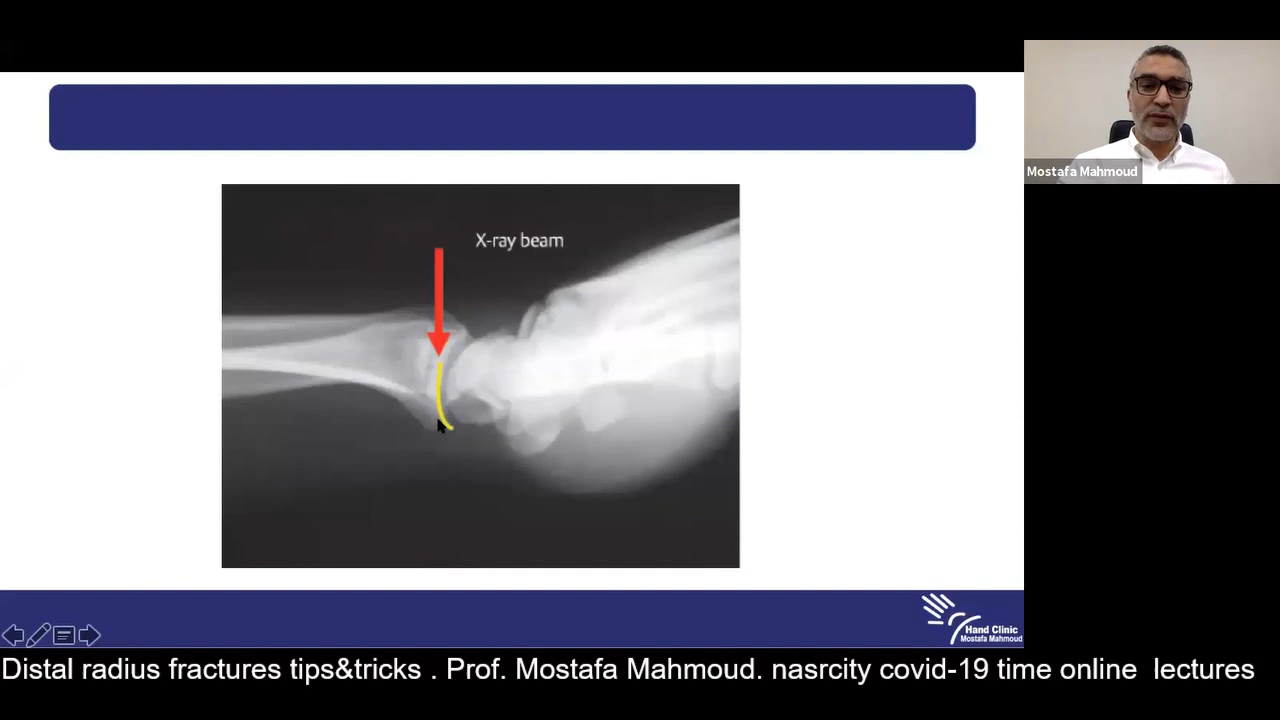 X-ray beam
Mostafa Mahmoud
Hand Clinic
Mostafa Mahmoud
Distal radius fractures tips&tricks . Prof. Mostafa Mahmoud. nasrcity covid-19 time online lectures